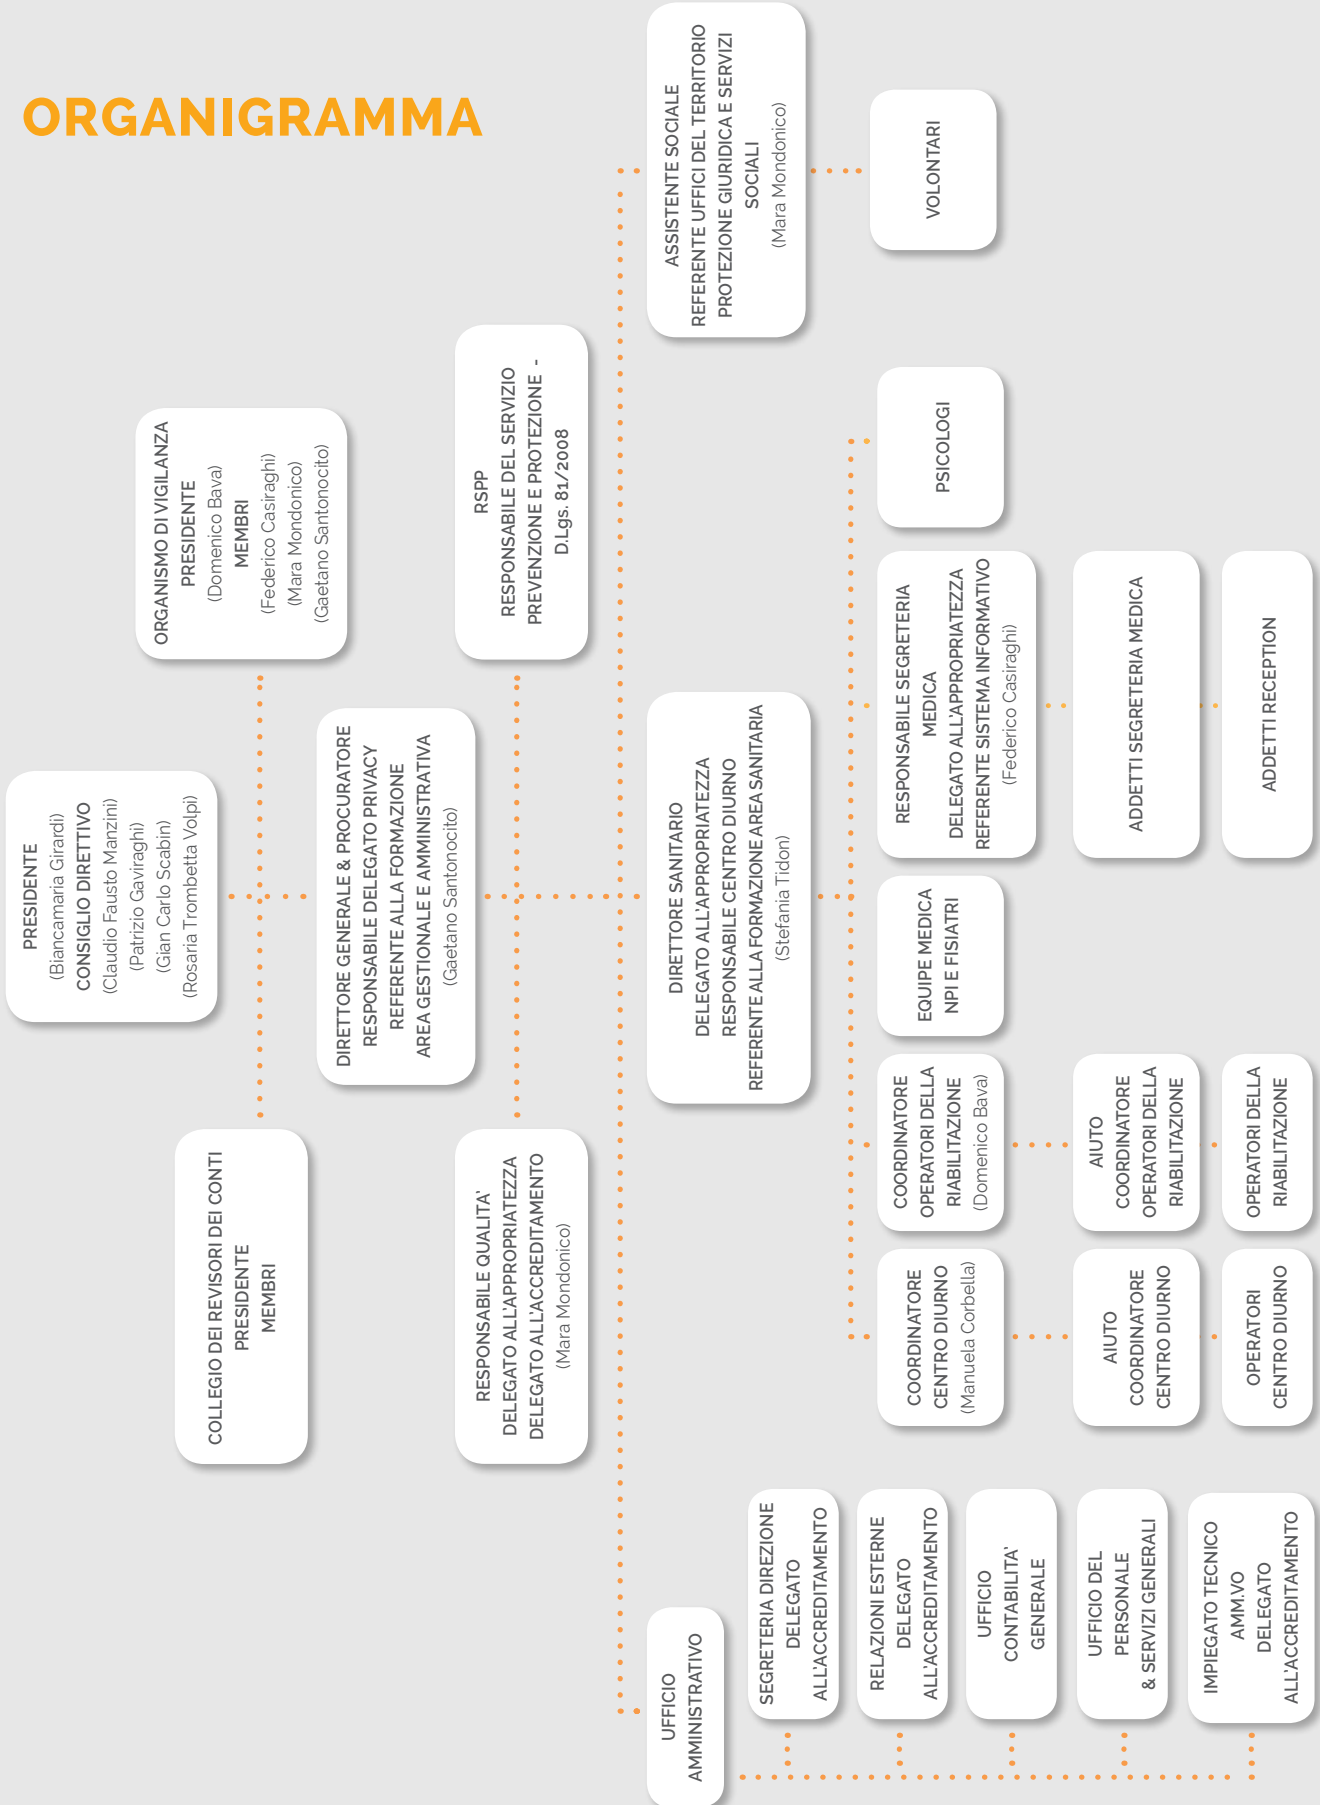 ORGANIGRAMMA
PRESIDENTE
(Biancamaria Girardi)
CONSIGLIO DIRETTIVO
(Claudio Fausto Manzini)
(Patrizio Gaviraghi)
(Gian Carlo Scabin)
(Rosaria Trombetta Volpi)
COLLEGIO DEI REVISORI DEI CONTI
PRESIDENTE
MEMBRI
ORGANISMO DI VIGILANZA
PRESIDENTE
(Domenico Bava)
MEMBRI
(Federico Casiraghi)
(Mara Mondonico)
(Gaetano Santonocito)
DIRETTORE GENERALE & PROCURATORE
RESPONSABILE DELEGATO PRIVACY
REFERENTE ALLA FORMAZIONE
AREA GESTIONALE E AMMINISTRATIVA
(Gaetano Santonocito)
RESPONSABILE QUALITA'
DELEGATO ALL'APPROPRIATEZZA
DELEGATO ALL'ACCREDITAMENTO
(Mara Mondonico)
RSPP
RESPONSABILE DEL SERVIZIO
PREVENZIONE E PROTEZIONE -
D.Lgs. 81/2008
UFFICIO
AMMINISTRATIVO
SEGRETERIA DIREZIONE
DELEGATO
ALL'ACCREDITAMENTO
RELAZIONI ESTERNE
DELEGATO
ALL'ACCREDITAMENTO
UFFICIO
CONTABILITA'
GENERALE
UFFICIO DEL
PERSONALE
& SERVIZI GENERALI
IMPIEGATO TECNICO
AMM.VO
DELEGATO
ALL'ACCREDITAMENTO
DIRETTORE SANITARIO
DELEGATO ALL'APPROPRIATEZZA
RESPONSABILE CENTRO DIURNO
REFERENTE ALLA FORMAZIONE AREA SANITARIA
(Stefania Tidon)
COORDINATORE
CENTRO DIURNO
(Manuela Corbella)
AIUTO
COORDINATORE
CENTRO DIURNO
OPERATORI
CENTRO DIURNO
COORDINATORE
OPERATORI DELLA
RIABILITAZIONE
(Domenico Bava)
AIUTO
COORDINATORE
OPERATORI DELLA
RIABILITAZIONE
OPERATORI DELLA
RIABILITAZIONE
EQUIPE MEDICA
NPI E FISIATRI
RESPONSABILE SEGRETERIA
MEDICA
DELEGATO ALL'APPROPRIATEZZA
REFERENTE SISTEMA INFORMATIVO
(Federico Casiraghi)
ADDETTI SEGRETERIA MEDICA
ADDETTI RECEPTION
PSICOLOGI
ASSISTENTE SOCIALE
REFERENTE UFFICI DEL TERRITORIO
PROTEZIONE GIURIDICA E SERVIZI
SOCIALI
(Mara Mondonico)
VOLONTARI